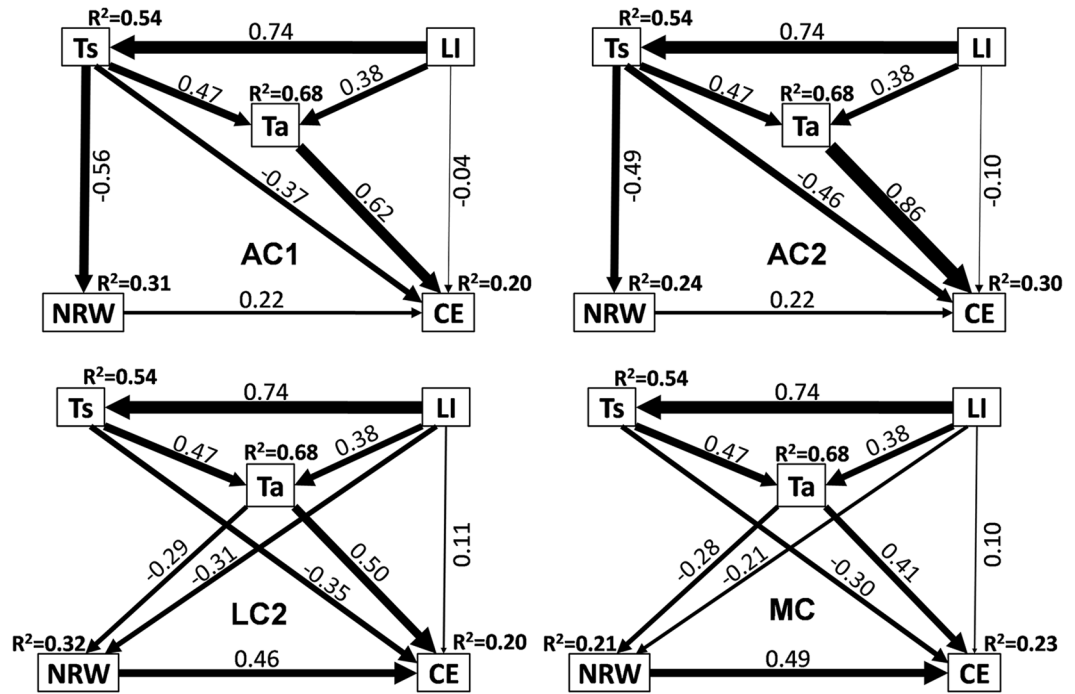 R²=0.54
0.74
Ts
LI
0.47
R²=0.68
0.38
Ta
-0.56
-0.37
0.62
-0.04
AC1
R²=0.31
R²=0.20
NRW
0.22
CE
R²=0.54
0.74
Ts
LI
0.47
R²=0.68
0.38
Ta
-0.49
-0.46
0.86
-0.10
AC2
R²=0.24
R²=0.30
NRW
0.22
CE
R²=0.54
0.74
Ts
LI
0.47
R²=0.68
0.38
Ta
-0.29
-0.31
-0.35
0.50
0.11
LC2
R²=0.32
R²=0.20
NRW
0.46
CE
R²=0.54
0.74
Ts
LI
0.47
R²=0.68
0.38
Ta
-0.28
-0.21
-0.30
0.41
0.10
MC
R²=0.21
R²=0.23
NRW
0.49
CE